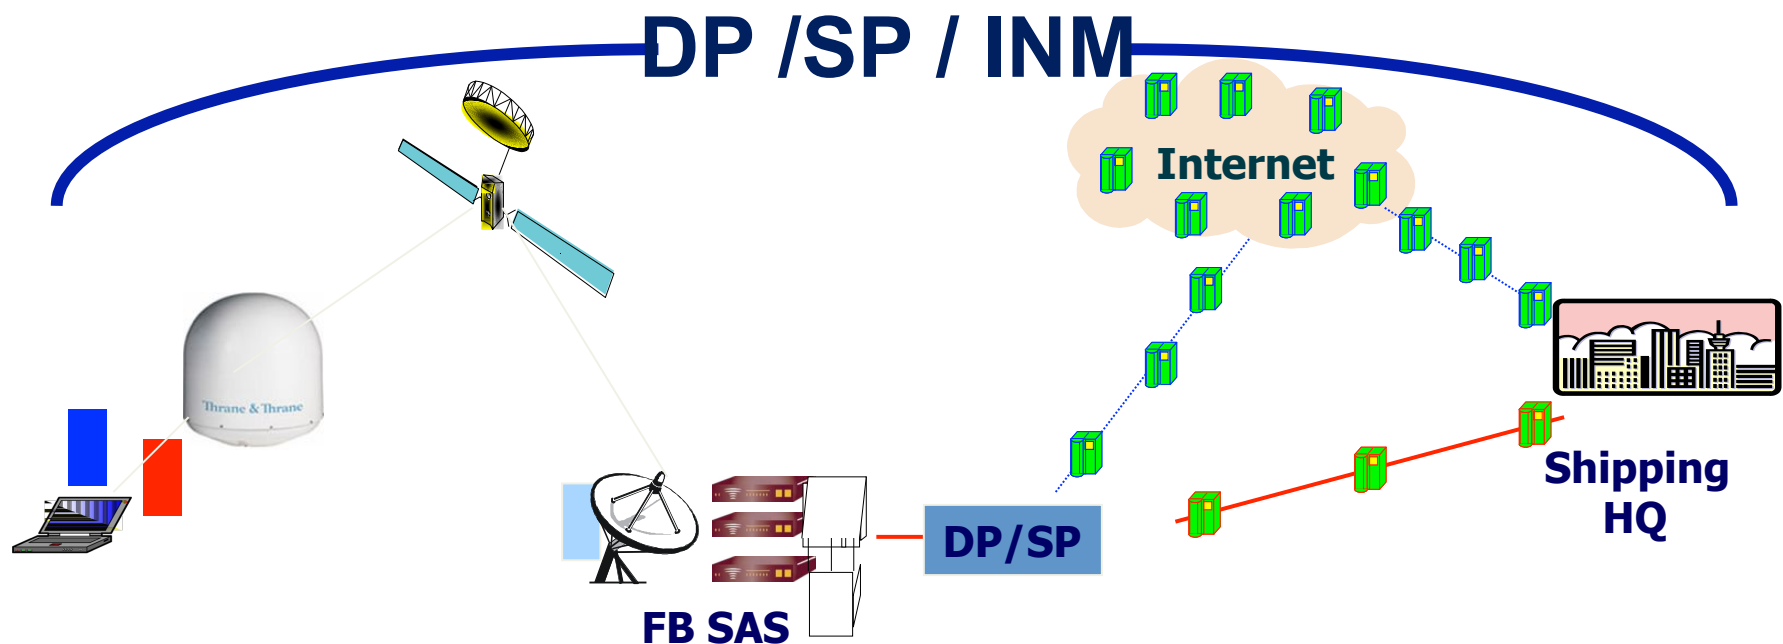 DP /SP / INM
Internet
Thrane & Thrane
Shipping
HQ
DP/SP
FB SAS